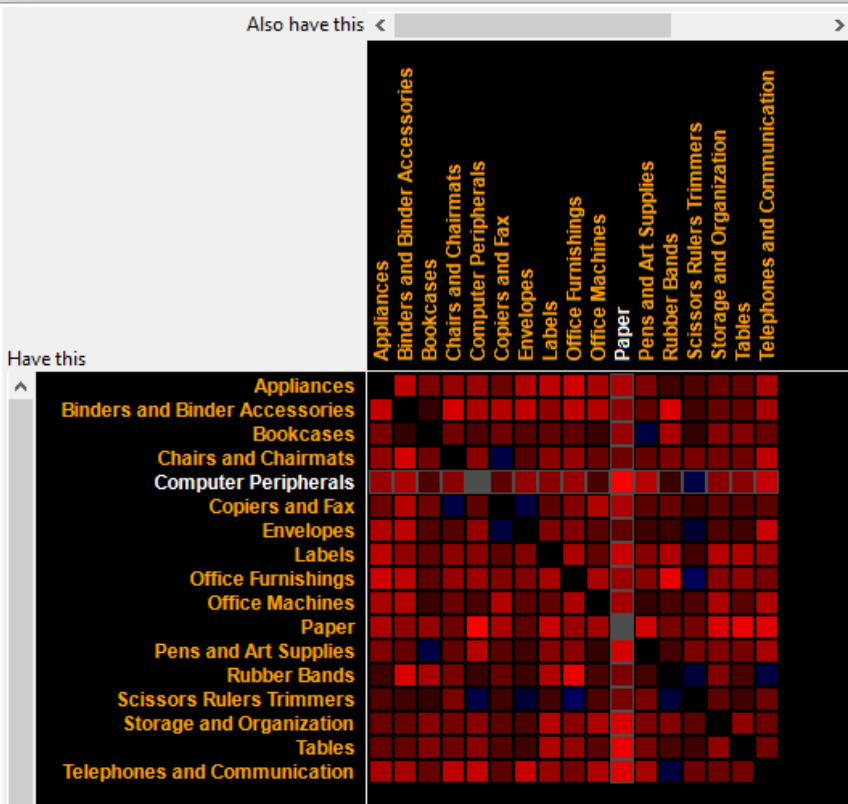 Also have this
Appliances
Binders and Binder Accessories
Bookcases
Chairs and Chairmats
Computer Peripherals
Copiers and Fax
Envelopes
Labels
Office Furnishings
Office Machines
Paper
Pens and Art Supplies
Rubber Bands
Scissors Rulers Trimmers
Storage and Organization
Tables
Telephones and Communication
Have this
Appliances
Binders and Binder Accessories
Bookcases
Chairs and Chairmats
Computer Peripherals
Copiers and Fax
Envelopes
Labels
Office Furnishings
Office Machines
Paper
Pens and Art Supplies
Rubber Bands
Scissors Rulers Trimmers
Storage and Organization
Tables
Telephones and Communication